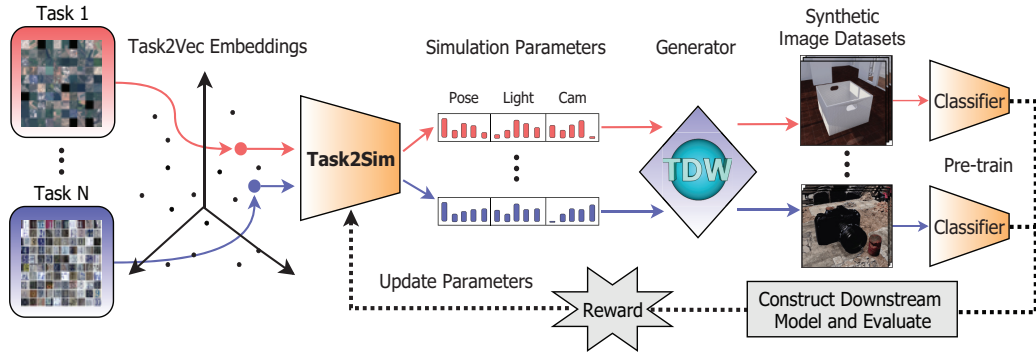 Task 1
Task2Vec Embeddings
Simulation Parameters
Generator
Synthetic
Image Datasets
Pose
Light
Cam
Classifier
Task2Sim
TDW
Task N
Pre-train
Classifier
Update Parameters
Reward
Construct Downstream
Model and Evaluate